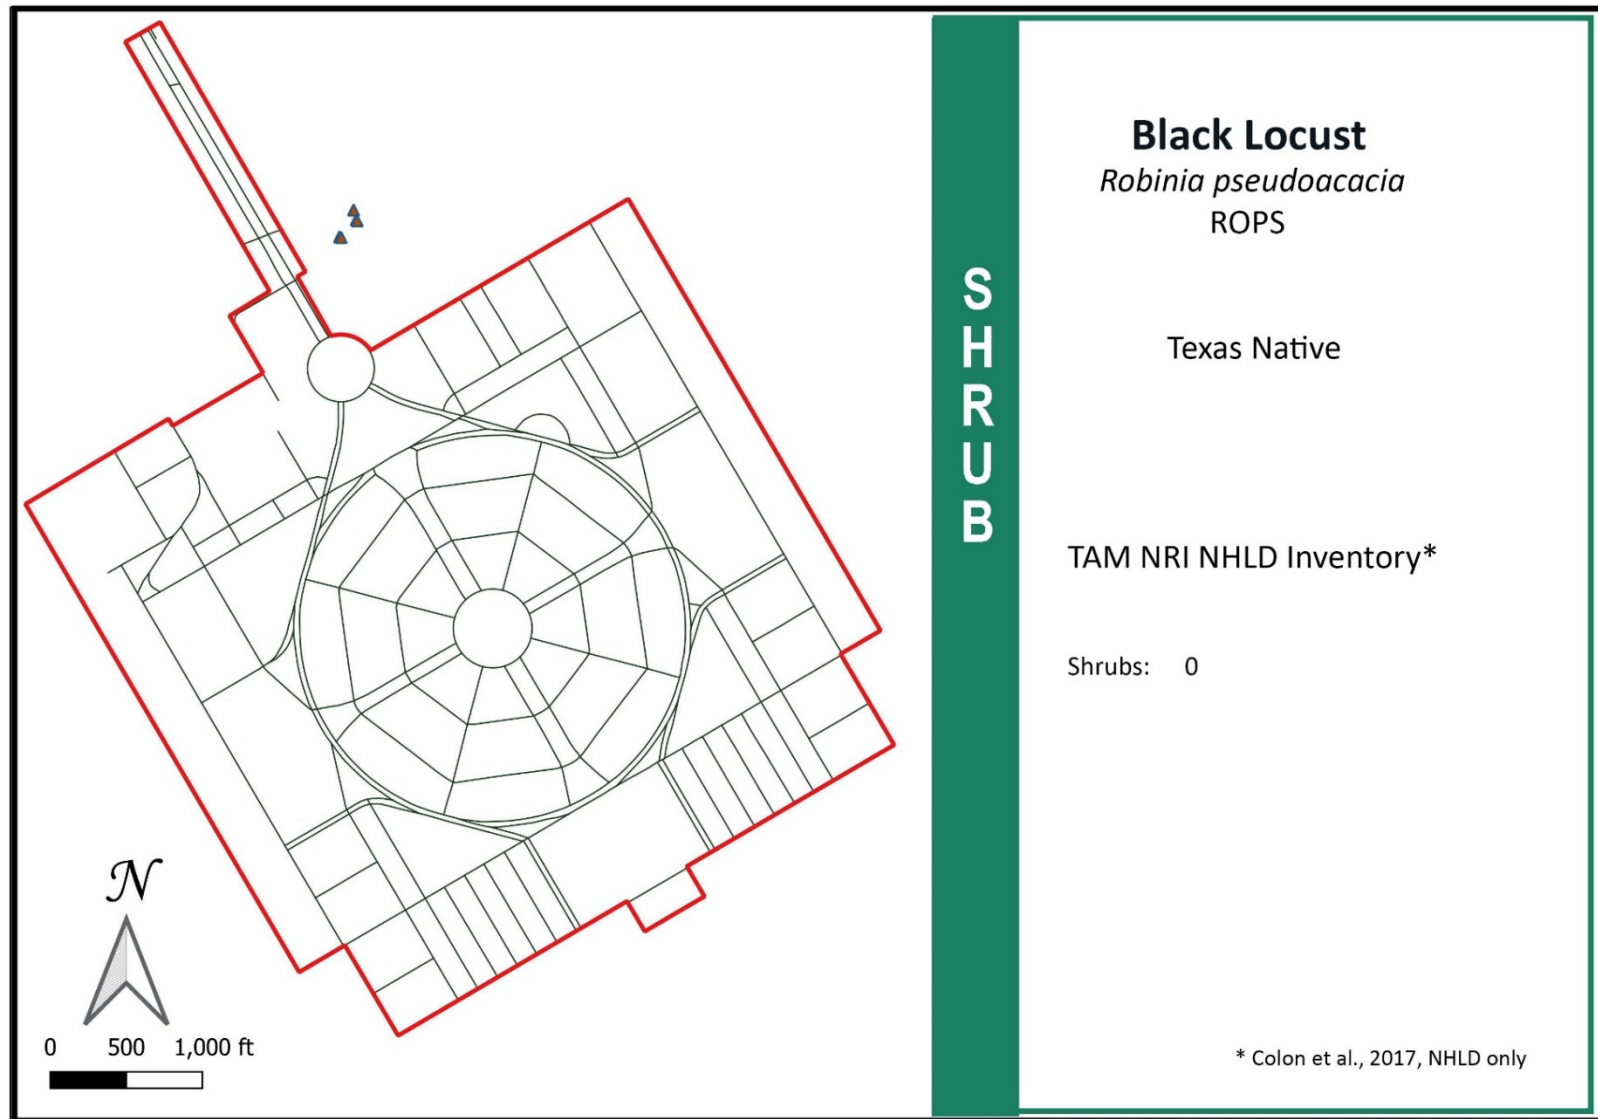 Black Locust
Robinia pseudoacacia
ROPS
Texas Native
S
H
R
U
B
TAM NRI NHLD Inventory*
Shrubs: 0
* Colon et al., 2017, NHLD only
N
0 500 1,000 ft